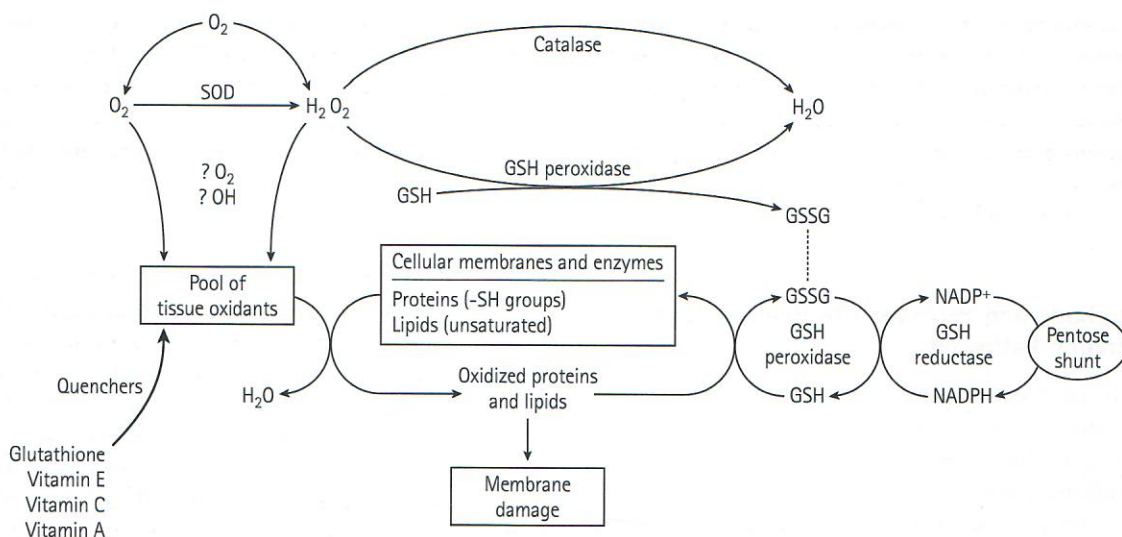 O₂
Catalase
O₂
SOD
H₂ O₂
H₂O
? O₂
? OH
GSH peroxidase
GSH
GSSG
Pool of
tissue oxidants
Cellular membranes and enzymes
Proteins (-SH groups)
Lipids (unsaturated)
GSSG
GSH
peroxidase
GSH
NADP⁺
GSH
reductase
NADPH
Pentose
shunt
Quenchers
H₂O
Oxidized proteins
and lipids
Glutathione
Vitamin E
Vitamin C
Vitamin A
Membrane
damage